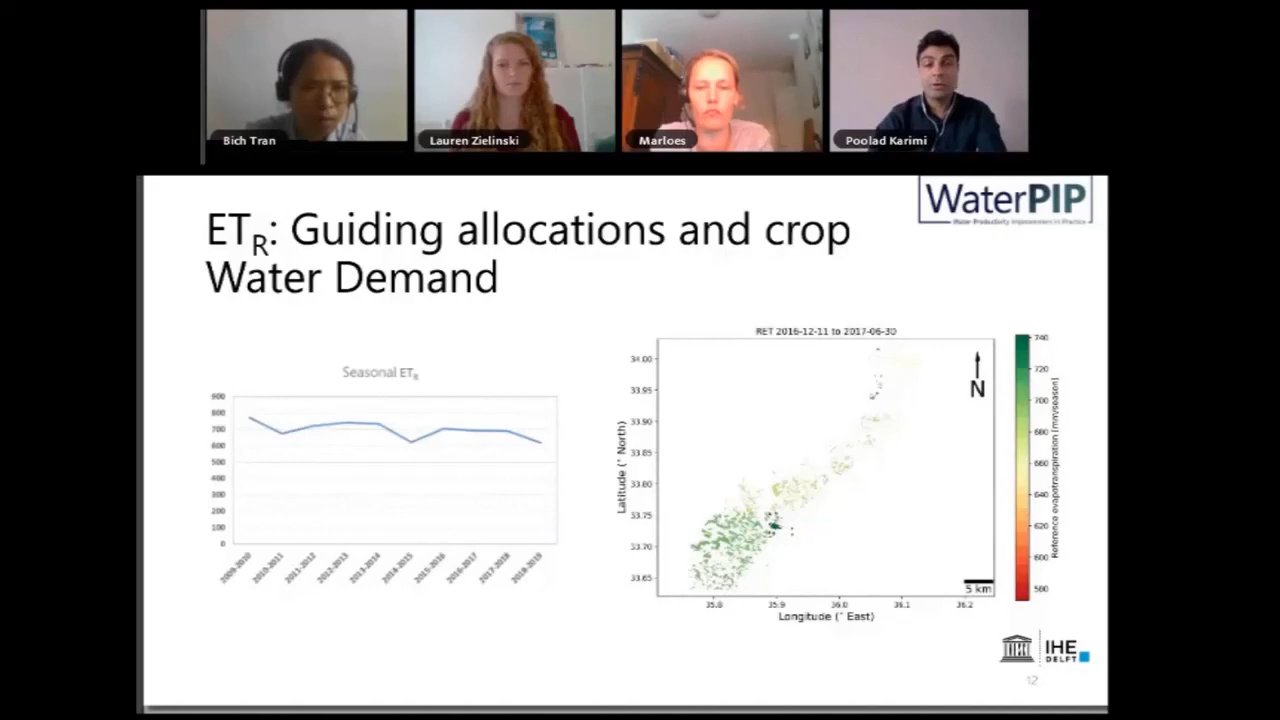 Bich Tran
Lauren Zielinski
Marloes
Poolad Karimi
WaterPIP
Water Productivity Improvement in Practice
ETR: Guiding allocations and crop
Water Demand
Seasonal ETR
900
800
700
600
500
400
300
200
100
0
2009-2010
2010-2011
2011-2012
2012-2013
2013-2014
2014-2015
2015-2016
2016-2017
2017-2018
2018-2019
RET 2016-12-11 to 2017-06-30
34.00
33.95
33.90
33.85
33.80
33.75
33.70
33.65
Latitude (° North)
N
5 km
35.8
35.9
36.0
36.1
36.2
Longitude (° East)
740
720
700
680
660
640
620
600
580
Reference evapotranspiration [mm/season]
IHE
DELFT
12